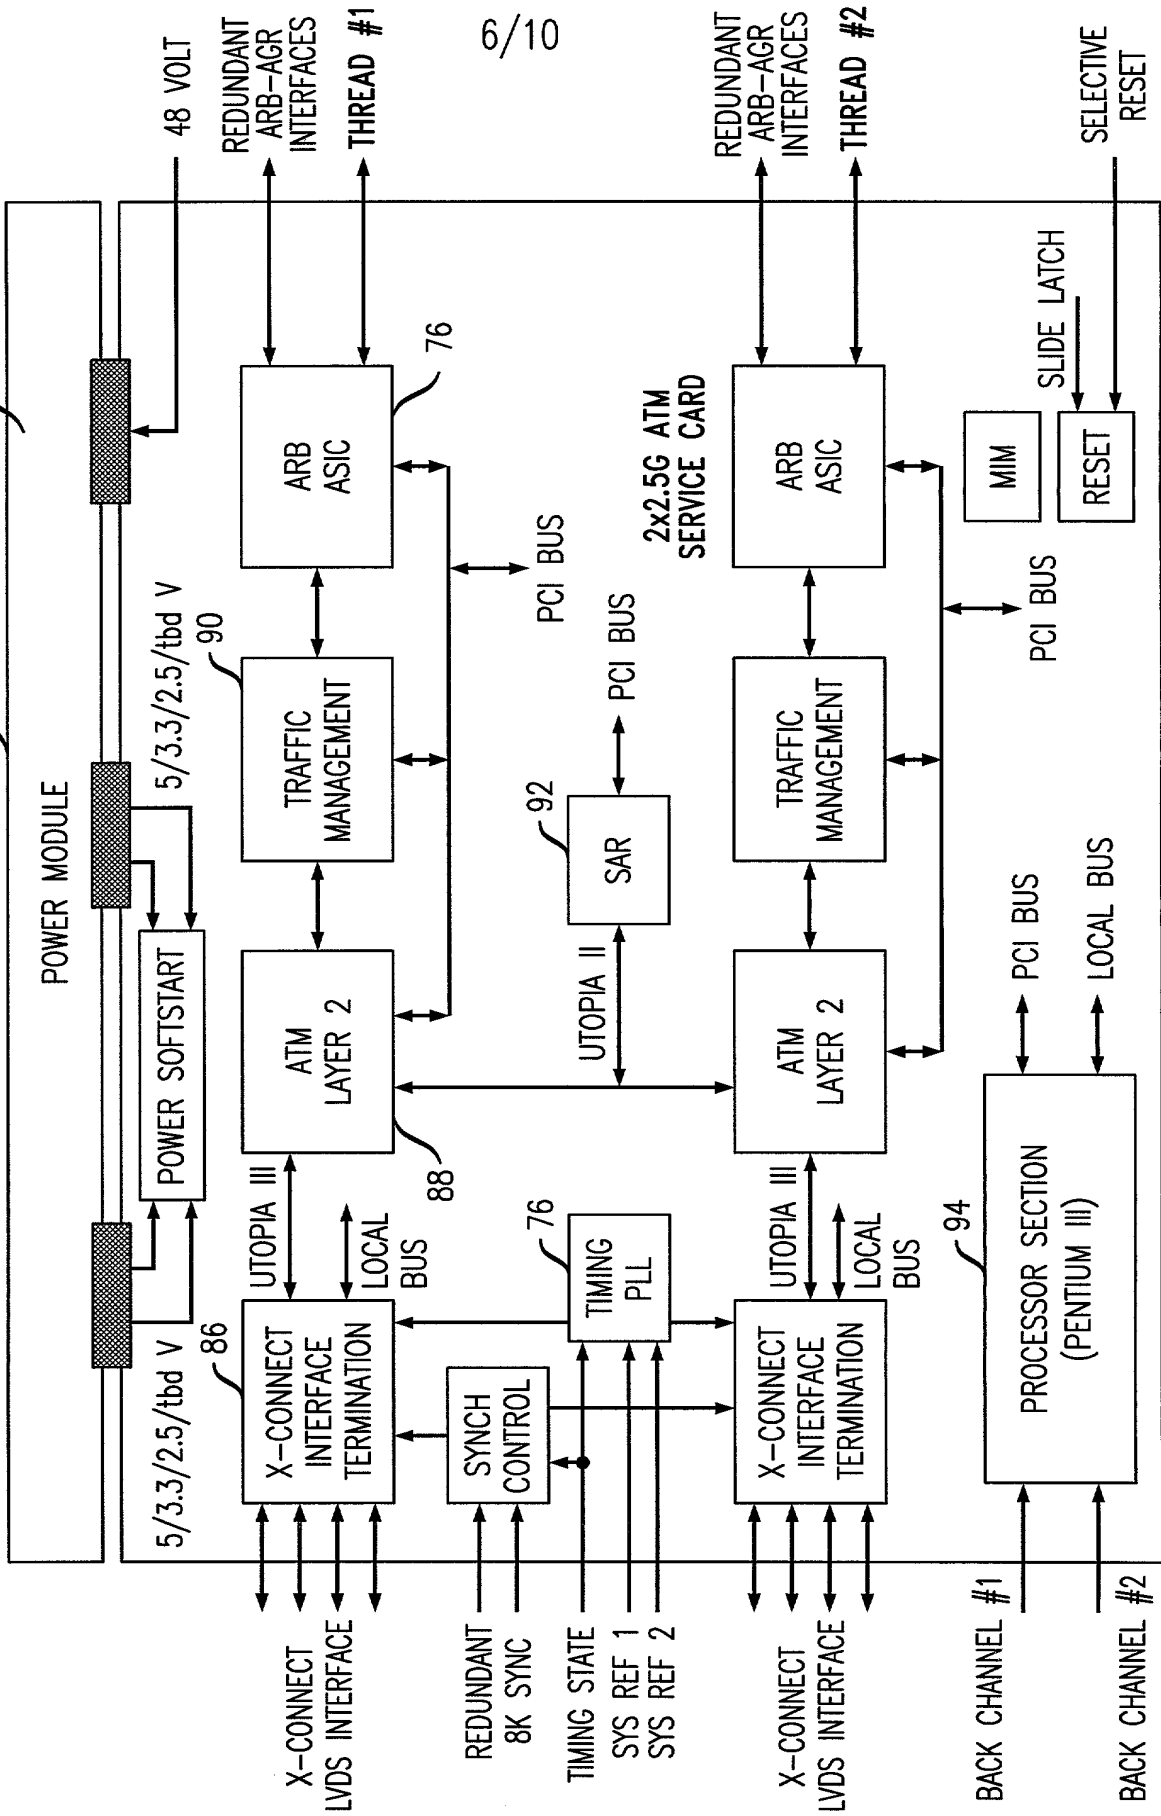 6/10
POWER MODULE
5/3.3/2.5/tbd V
POWER SOFTSTART
5/3.3/2.5/tbd V
48 VOLT
X-CONNECT
LVDS INTERFACE
86
X-CONNECT
INTERFACE
TERMINATION
UTOPIA III
LOCAL
BUS
88
ATM
LAYER 2
90
TRAFFIC
MANAGEMENT
76
ARB
ASIC
REDUNDANT
ARB-AGR
INTERFACES
THREAD #1
PCI BUS
REDUNDANT
8K SYNC
SYNCH
CONTROL
TIMING STATE
SYS REF 1
SYS REF 2
76
TIMING
PLL
UTOPIA II
92
SAR
PCI BUS
2x2.5G ATM
SERVICE CARD
X-CONNECT
LVDS INTERFACE
X-CONNECT
INTERFACE
TERMINATION
UTOPIA III
LOCAL
BUS
ATM
LAYER 2
TRAFFIC
MANAGEMENT
ARB
ASIC
REDUNDANT
ARB-AGR
INTERFACES
THREAD #2
PCI BUS
BACK CHANNEL #1
BACK CHANNEL #2
94
PROCESSOR SECTION
(PENTIUM III)
PCI BUS
LOCAL BUS
MIM
RESET
SLIDE LATCH
SELECTIVE
RESET